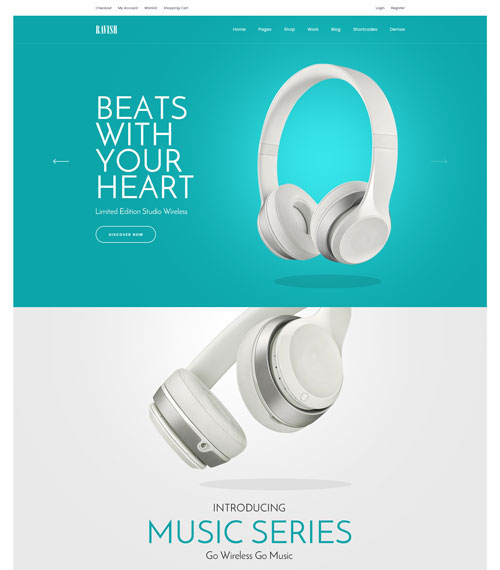 Checkout My Account Wishlist Shopping Cart Login Register
RAVISH Home Pages Shop Work Blog Shortcodes Demos
BEATS
WITH
YOUR
HEART
Limited Edition Studio Wireless
DISCOVER NOW
INTRODUCING
MUSIC SERIES
Go Wireless Go Music